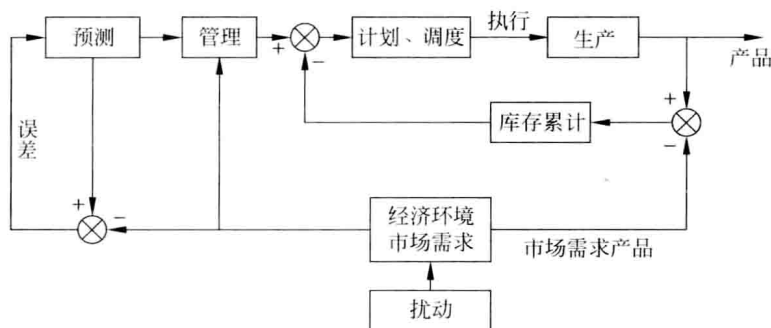 预测
管理
+
−
计划、调度
执行
生产
产品
误差
库存累计
+
−
+
−
经济环境
市场需求
市场需求产品
扰动